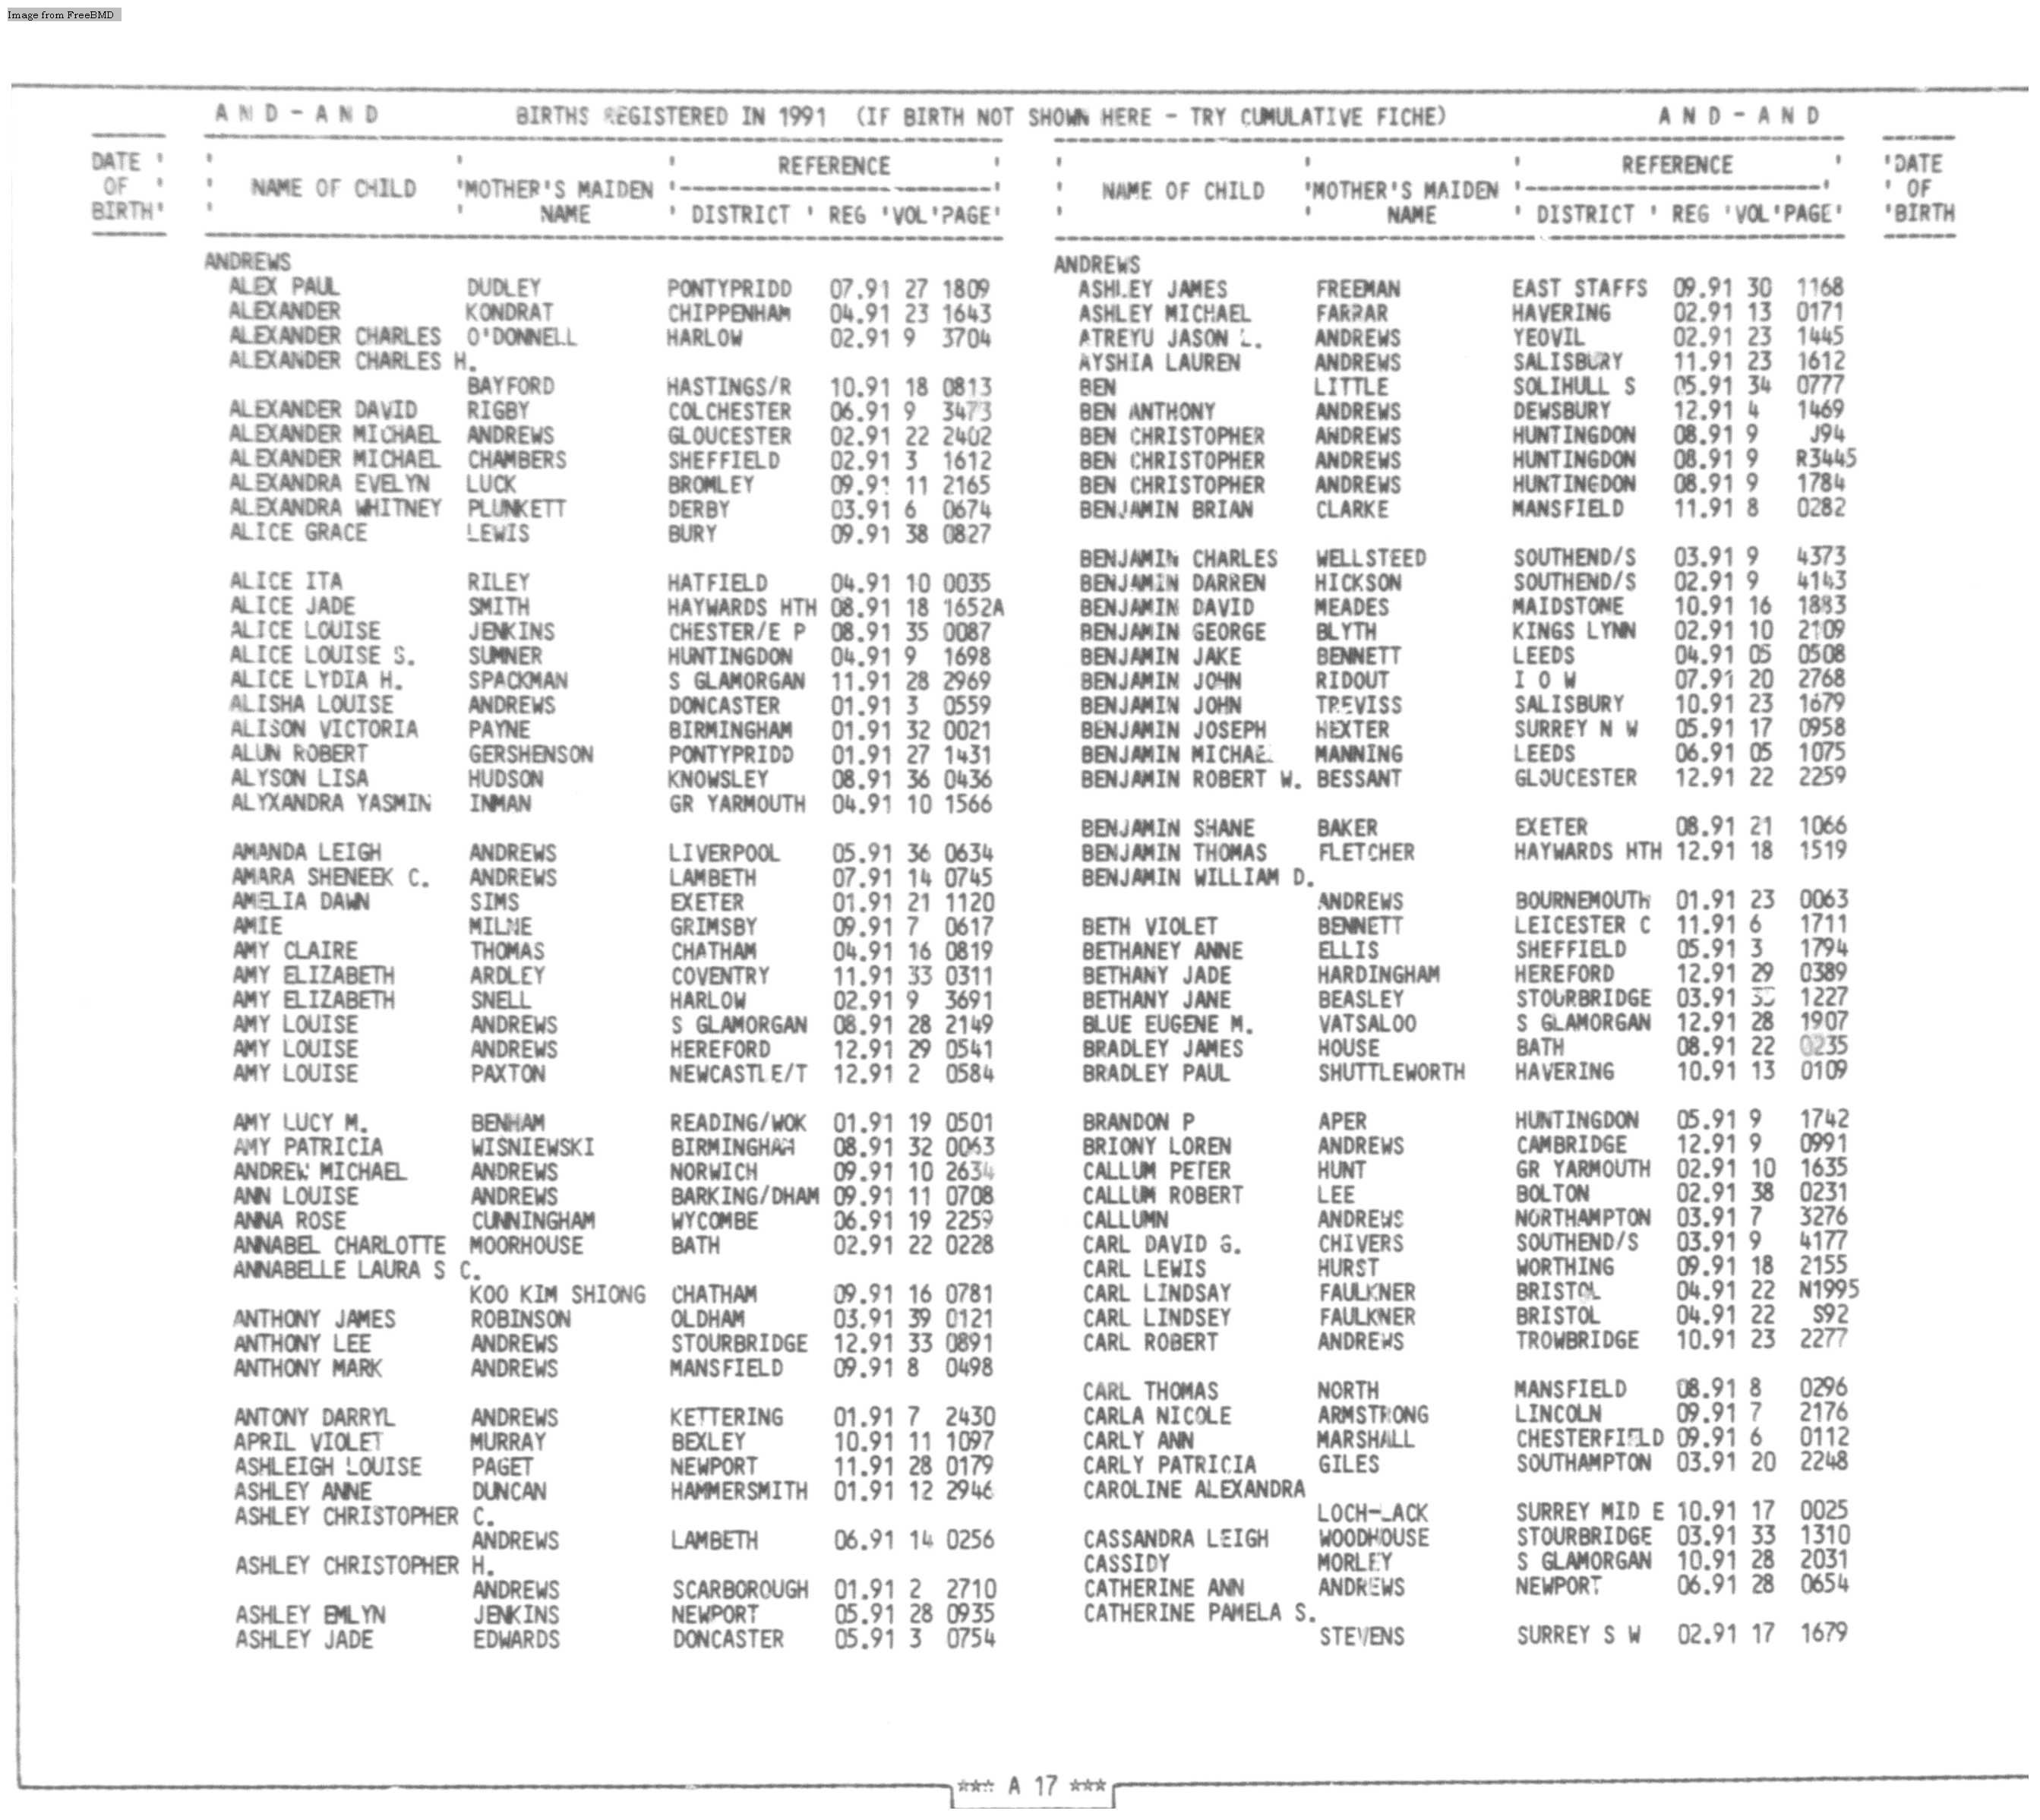 Image from FreeBMD
AND-AND BIRTHS REGISTERED IN 1991 (IF BIRTH NOT SHOWN HERE - TRY CUMULATIVE FICHE) AND-AND
DATE OF BIRTH
NAME OF CHILD MOTHER'S MAIDEN NAME REFERENCE DISTRICT REG VOL PAGE
ANDREWS
ALEX PAUL DUDLEY PONTYPRIDD 07.91 27 1809
ALEXANDER KONDRAT CHIPPENHAM 04.91 23 1643
ALEXANDER CHARLES O'DONNELL HARLOW 02.91 9 3704
ALEXANDER CHARLES H.
BAYFORD HASTINGS/R 10.91 18 0813
ALEXANDER DAVID RIGBY COLCHESTER 06.91 9 3473
ALEXANDER MICHAEL ANDREWS GLOUCESTER 02.91 22 2402
ALEXANDER MICHAEL CHAMBERS SHEFFIELD 02.91 3 1612
ALEXANDRA EVELYN LUCK BROMLEY 09.91 11 2165
ALEXANDRA WHITNEY PLUNKETT DERBY 03.91 6 0674
ALICE GRACE LEWIS BURY 09.91 38 0827
ALICE ITA RILEY HATFIELD 04.91 10 0035
ALICE JADE SMITH HAYWARDS HTH 08.91 18 1652A
ALICE LOUISE JENKINS CHESTER/E P 08.91 35 0087
ALICE LOUISE S. SUMNER HUNTINGDON 04.91 9 1698
ALICE LYDIA H. SPACKMAN S GLAMORGAN 11.91 28 2969
ALISHA LOUISE ANDREWS DONCASTER 01.91 3 0559
ALISON VICTORIA PAYNE BIRMINGHAM 01.91 32 0021
ALUN ROBERT GERSHENSON PONTYPRIDD 01.91 27 1431
ALYSON LISA HUDSON KNOWSLEY 08.91 36 0436
ALYXANDRA YASMIN INMAN GR YARMOUTH 04.91 10 1566
AMANDA LEIGH ANDREWS LIVERPOOL 05.91 36 0634
AMARA SHENEEK C. ANDREWS LAMBETH 07.91 14 0745
AMELIA DAWN SIMS EXETER 01.91 21 1120
AMIE MILNE GRIMSBY 09.91 7 0617
AMY CLAIRE THOMAS CHATHAM 04.91 16 0819
AMY ELIZABETH ARDLEY COVENTRY 11.91 33 0311
AMY ELIZABETH SNELL HARLOW 02.91 9 3691
AMY LOUISE ANDREWS S GLAMORGAN 08.91 28 2149
AMY LOUISE ANDREWS HEREFORD 12.91 29 0541
AMY LOUISE PAXTON NEWCASTLE/T 12.91 2 0584
AMY LUCY M. BENHAM READING/WOK 01.91 19 0501
AMY PATRICIA WISNIEWSKI BIRMINGHAM 08.91 32 0063
ANDREW MICHAEL ANDREWS NORWICH 09.91 10 2634
ANN LOUISE ANDREWS BARKING/DHAM 09.91 11 0708
ANNA ROSE CUNNINGHAM WYCOMBE 06.91 19 2259
ANNABEL CHARLOTTE MOORHOUSE BATH 02.91 22 0228
ANNABELLE LAURA S C.
KOO KIM SHIONG CHATHAM 09.91 16 0781
ANTHONY JAMES ROBINSON OLDHAM 03.91 39 0121
ANTHONY LEE ANDREWS STOURBRIDGE 12.91 33 0891
ANTHONY MARK ANDREWS MANSFIELD 09.91 8 0498
ANTONY DARRYL ANDREWS KETTERING 01.91 7 2430
APRIL VIOLET MURRAY BEXLEY 10.91 11 1097
ASHLEIGH LOUISE PAGET NEWPORT 11.91 28 0179
ASHLEY ANNE DUNCAN HAMMERSMITH 01.91 12 2946
ASHLEY CHRISTOPHER C.
ANDREWS LAMBETH 06.91 14 0256
ASHLEY CHRISTOPHER H.
ANDREWS SCARBOROUGH 01.91 2 2710
ASHLEY EMLYN JENKINS NEWPORT 05.91 28 0935
ASHLEY JADE EDWARDS DONCASTER 05.91 3 0754
NAME OF CHILD MOTHER'S MAIDEN NAME REFERENCE DISTRICT REG VOL PAGE
DATE OF BIRTH
ANDREWS
ASHLEY JAMES FREEMAN EAST STAFFS 09.91 30 1168
ASHLEY MICHAEL FARRAR HAVERING 02.91 13 0171
ATREYU JASON L. ANDREWS YEOVIL 02.91 23 1445
AYSHIA LAUREN ANDREWS SALISBURY 11.91 23 1612
BEN LITTLE SOLIHULL S 05.91 34 0777
BEN ANTHONY ANDREWS DEWSBURY 12.91 4 1469
BEN CHRISTOPHER ANDREWS HUNTINGDON 08.91 9 J94
BEN CHRISTOPHER ANDREWS HUNTINGDON 08.91 9 R3445
BEN CHRISTOPHER ANDREWS HUNTINGDON 08.91 9 1784
BENJAMIN BRIAN CLARKE MANSFIELD 11.91 8 0282
BENJAMIN CHARLES WELLSTEED SOUTHEND/S 03.91 9 4373
BENJAMIN DARREN HICKSON SOUTHEND/S 02.91 9 4143
BENJAMIN DAVID MEADES MAIDSTONE 10.91 16 1883
BENJAMIN GEORGE BLYTH KINGS LYNN 02.91 10 2109
BENJAMIN JAKE BENNETT LEEDS 04.91 05 0508
BENJAMIN JOHN RIDOUT I O W 07.91 20 2768
BENJAMIN JOHN TREVISS SALISBURY 10.91 23 1679
BENJAMIN JOSEPH HEXTER SURREY N W 05.91 17 0958
BENJAMIN MICHAEL MANNING LEEDS 06.91 05 1075
BENJAMIN ROBERT W. BESSANT GLOUCESTER 12.91 22 2259
BENJAMIN SHANE BAKER EXETER 08.91 21 1066
BENJAMIN THOMAS FLETCHER HAYWARDS HTH 12.91 18 1519
BENJAMIN WILLIAM D.
ANDREWS BOURNEMOUTH 01.91 23 0063
BETH VIOLET BENNETT LEICESTER C 11.91 6 1711
BETHANEY ANNE ELLIS SHEFFIELD 05.91 3 1794
BETHANY JADE HARDINGHAM HEREFORD 12.91 29 0389
BETHANY JANE BEASLEY STOURBRIDGE 03.91 1227
BLUE EUGENE M. VATSALOO S GLAMORGAN 12.91 28 1907
BRADLEY JAMES HOUSE BATH 08.91 22 0235
BRADLEY PAUL SHUTTLEWORTH HAVERING 10.91 13 0109
BRANDON P APER HUNTINGDON 05.91 9 1742
BRIONY LOREN ANDREWS CAMBRIDGE 12.91 9 0991
CALLUM PETER HUNT GR YARMOUTH 02.91 10 1635
CALLUM ROBERT LEE BOLTON 02.91 38 0231
CALLUMN ANDREWS NORTHAMPTON 03.91 7 3276
CARL DAVID G. CHIVERS SOUTHEND/S 03.91 9 4177
CARL LEWIS HURST WORTHING 09.91 18 2155
CARL LINDSAY FAULKNER BRISTOL 04.91 22 N1995
CARL LINDSEY FAULKNER BRISTOL 04.91 22 S92
CARL ROBERT ANDREWS TROWBRIDGE 10.91 23 2277
CARL THOMAS NORTH MANSFIELD 08.91 8 0296
CARLA NICOLE ARMSTRONG LINCOLN 09.91 7 2176
CARLY ANN MARSHALL CHESTERFIELD 09.91 6 0112
CARLY PATRICIA GILES SOUTHAMPTON 03.91 20 2248
CAROLINE ALEXANDRA
LOCH-LACK SURREY MID E 10.91 17 0025
CASSANDRA LEIGH WOODHOUSE STOURBRIDGE 03.91 33 1310
CASSIDY MORLEY S GLAMORGAN 10.91 28 2031
CATHERINE ANN ANDREWS NEWPORT 06.91 28 0654
CATHERINE PAMELA S.
STEVENS SURREY S W 02.91 17 1679
*** A 17 ***